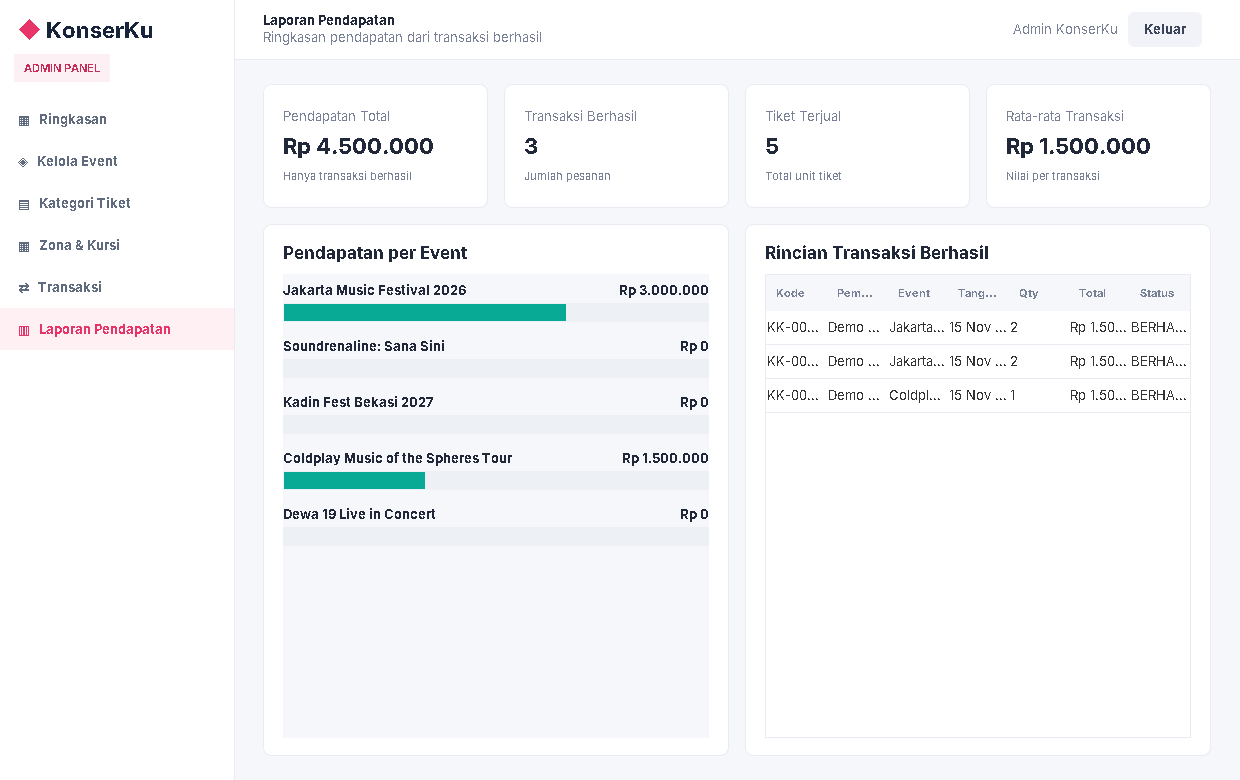 KonserKu
ADMIN PANEL
Ringkasan
Kelola Event
Kategori Tiket
Zona & Kursi
Transaksi
Laporan Pendapatan
Laporan Pendapatan
Ringkasan pendapatan dari transaksi berhasil
Admin KonserKu
Keluar
Pendapatan Total
Rp 4.500.000
Hanya transaksi berhasil
Transaksi Berhasil
3
Jumlah pesanan
Tiket Terjual
5
Total unit tiket
Rata-rata Transaksi
Rp 1.500.000
Nilai per transaksi
Pendapatan per Event
Jakarta Music Festival 2026 Rp 3.000.000
Soundrenaline: Sana Sini Rp 0
Kadin Fest Bekasi 2027 Rp 0
Coldplay Music of the Spheres Tour Rp 1.500.000
Dewa 19 Live in Concert Rp 0
Rincian Transaksi Berhasil
Kode Pem... Event Tang... Qty Total Status
KK-00... Demo ... Jakarta... 15 Nov ... 2 Rp 1.50... BERHA...
KK-00... Demo ... Jakarta... 15 Nov ... 2 Rp 1.50... BERHA...
KK-00... Demo ... Coldpl... 15 Nov ... 1 Rp 1.50... BERHA...